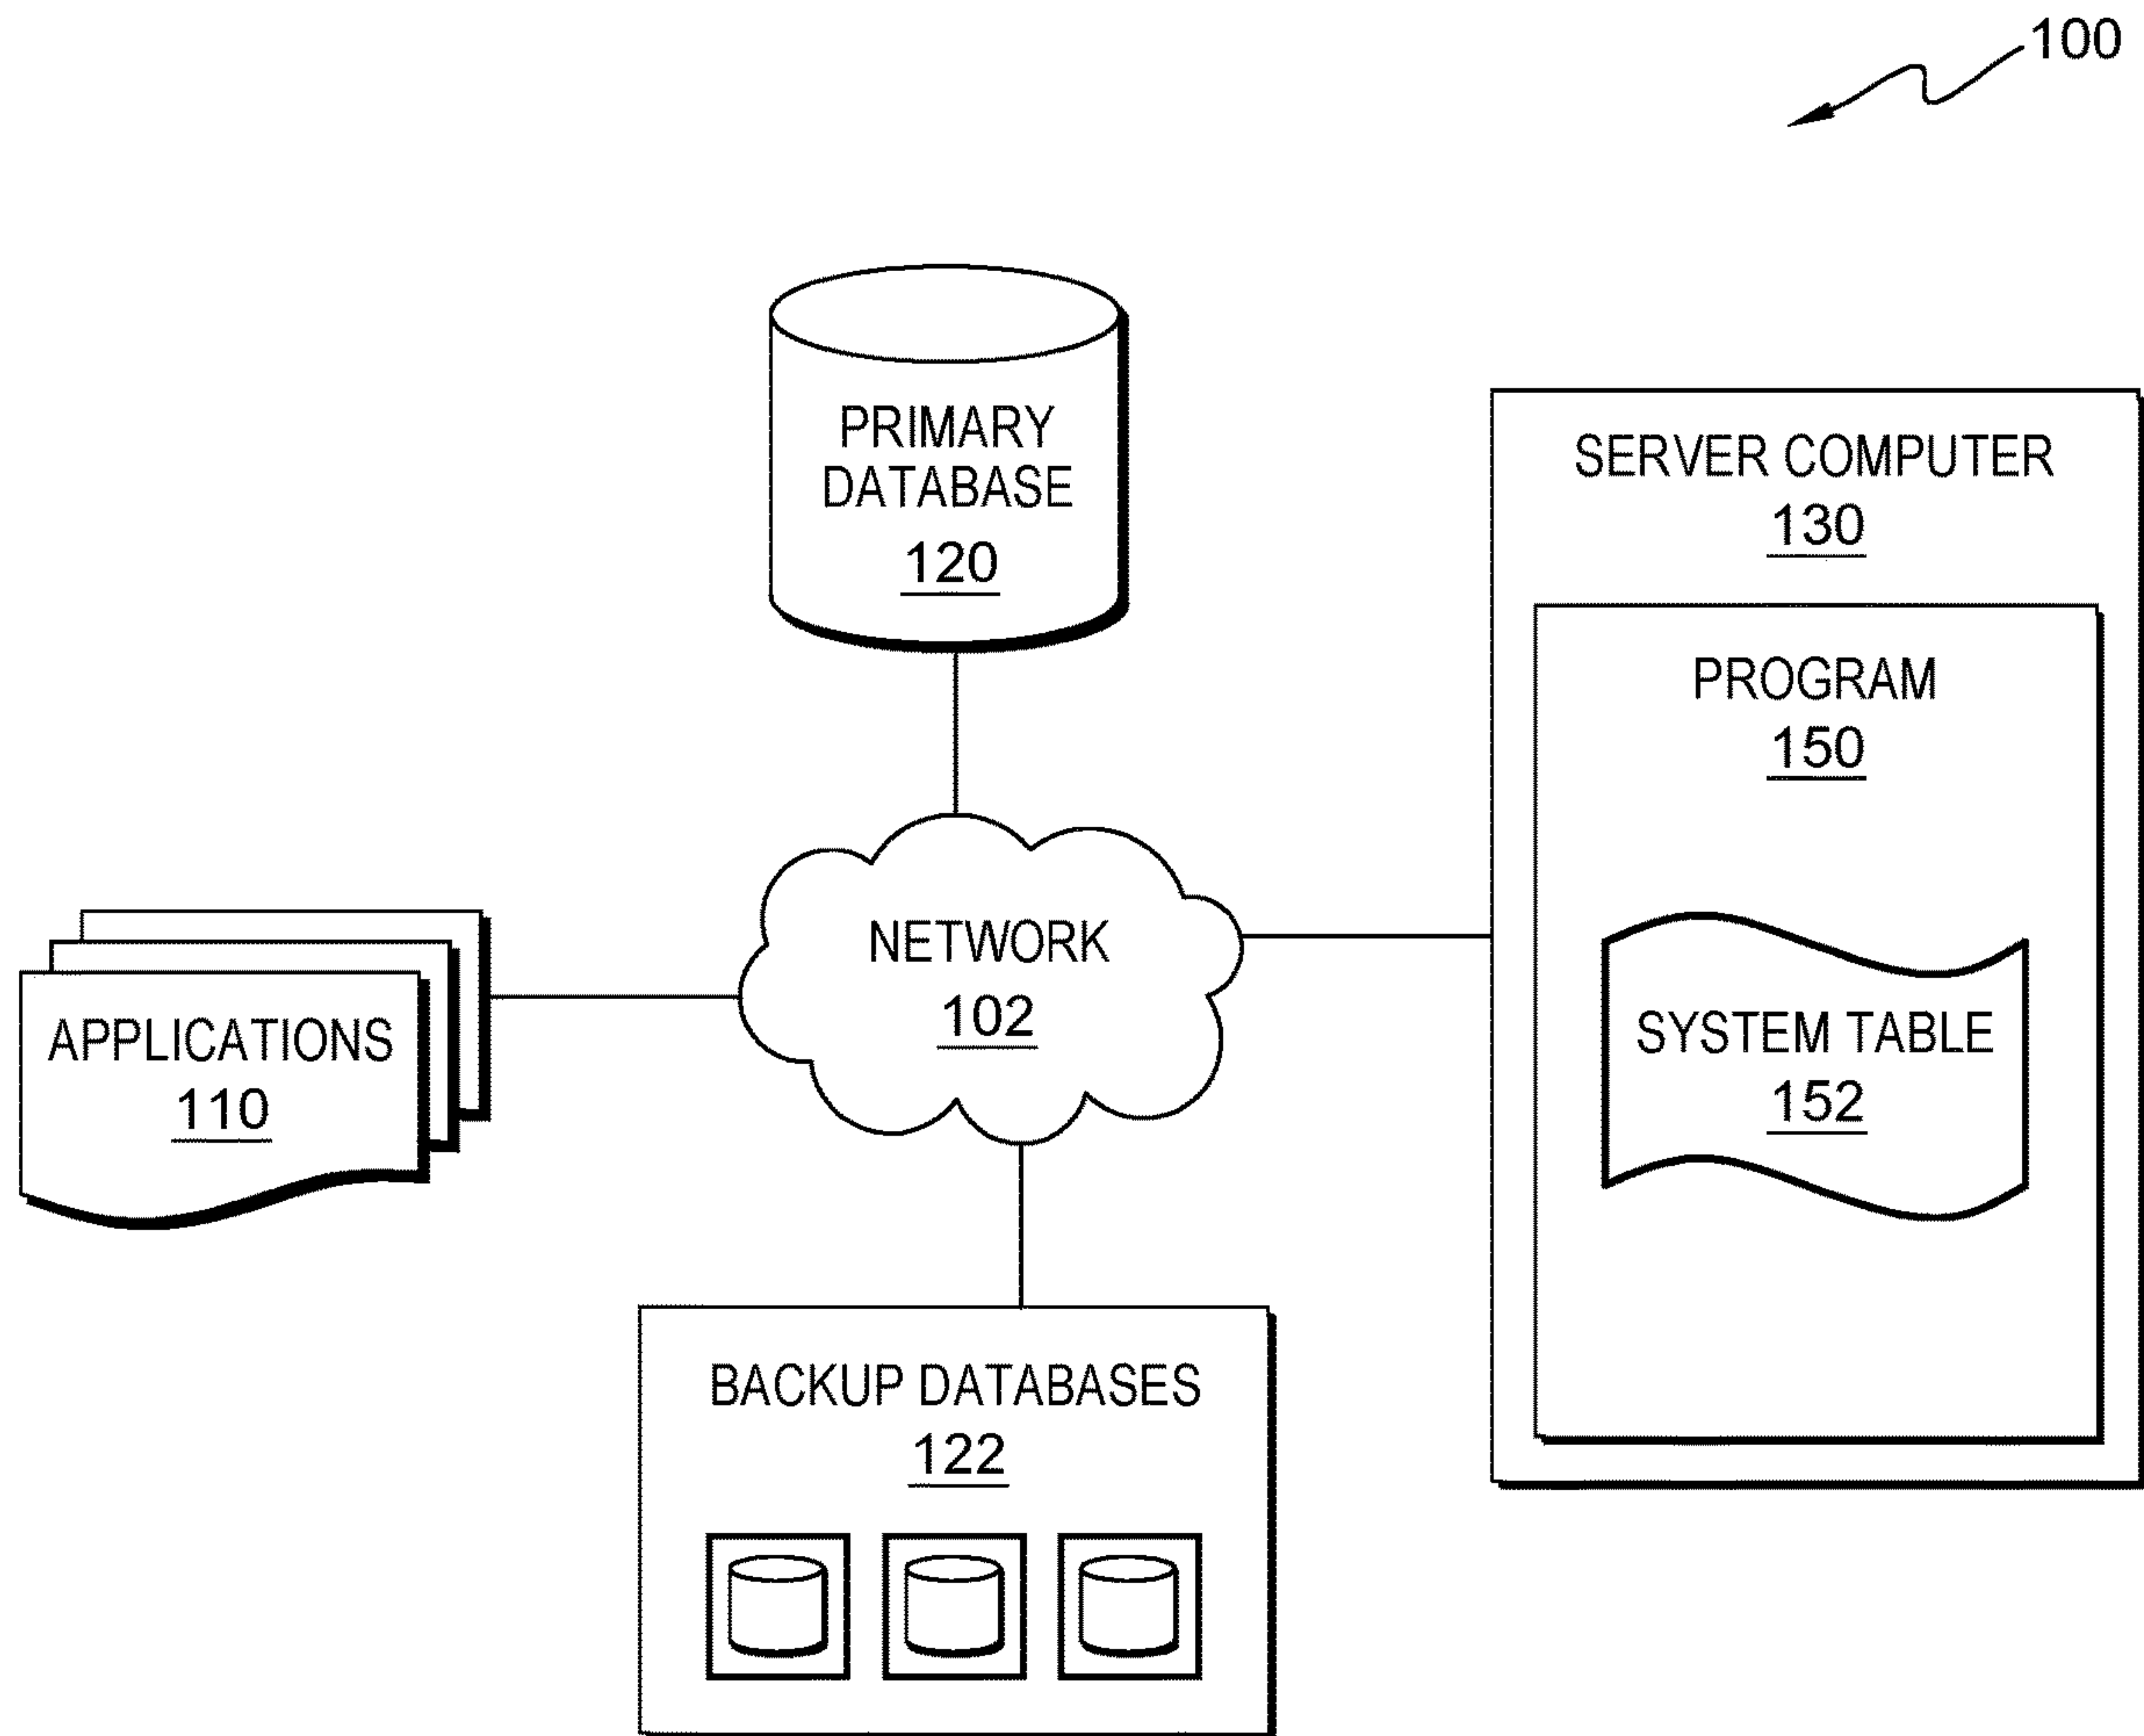 100
PRIMARY
DATABASE
120
SERVER COMPUTER
130
PROGRAM
150
SYSTEM TABLE
152
NETWORK
102
APPLICATIONS
110
BACKUP DATABASES
122